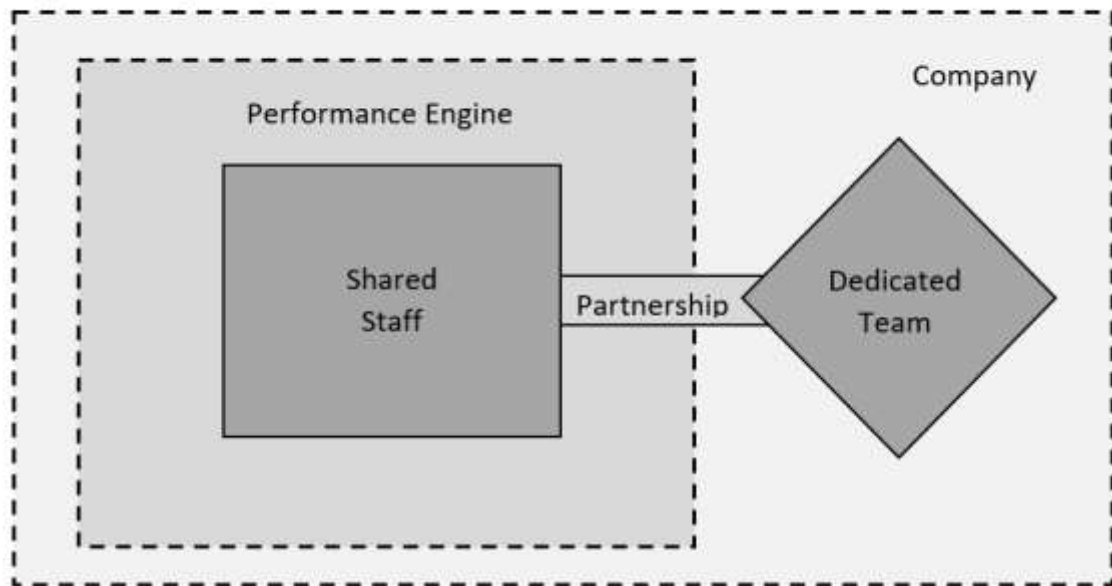 Company
Performance Engine
Shared
Staff
Partnership
Dedicated
Team